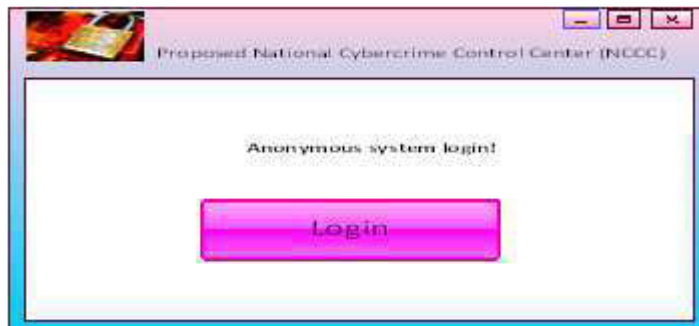 Proposed National Cybercrime Control Center (NCCC)
Anonymous system login!
Login